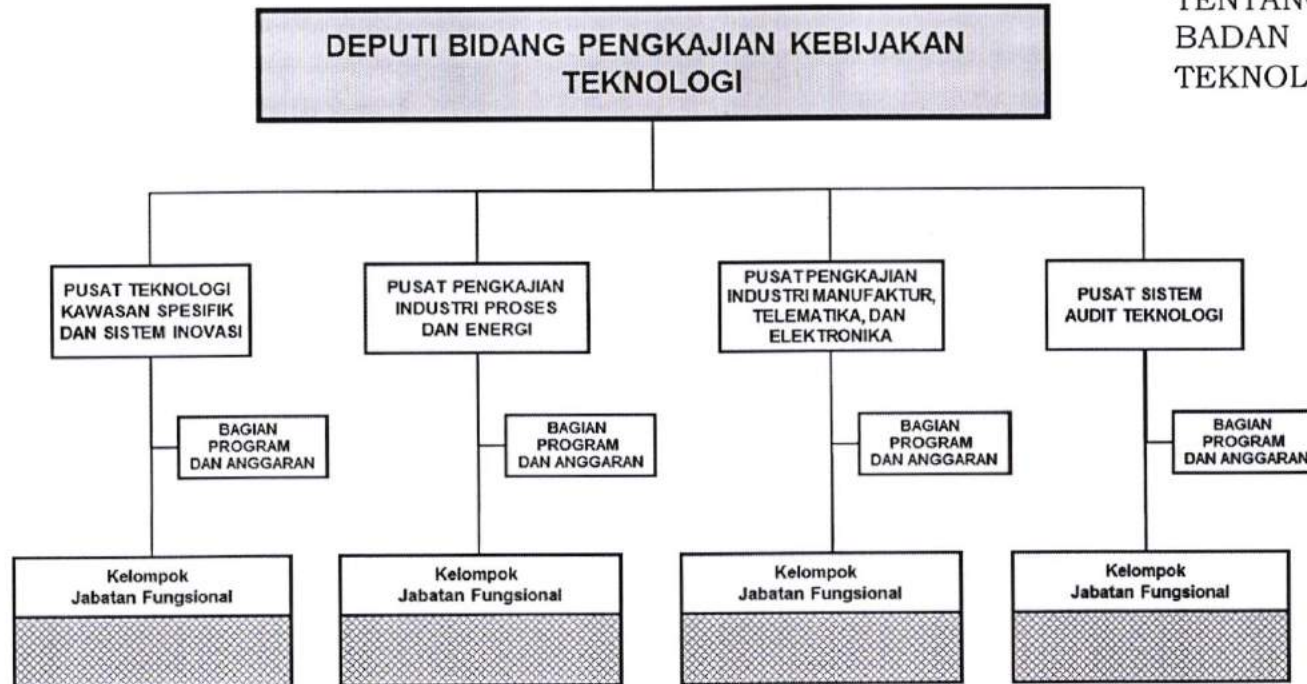 TENTANG
BADAN
TEKNOL
DEPUTI BIDANG PENGKAJIAN KEBIJAKAN
TEKNOLOGI
PUSAT TEKNOLOGI
KAWASAN SPESIFIK
DAN SISTEM INOVASI
PUSAT PENGKAJIAN
INDUSTRI PROSES
DAN ENERGI
PUSAT PENGKAJIAN
INDUSTRI MANUFAKTUR,
TELEMATIKA, DAN
ELEKTRONIKA
PUSAT SISTEM
AUDIT TEKNOLOGI
BAGIAN
PROGRAM
DAN ANGGARAN
BAGIAN
PROGRAM
DAN ANGGARAN
BAGIAN
PROGRAM
DAN ANGGARAN
BAGIAN
PROGRAM
DAN ANGGARAN
Kelompok
Jabatan Fungsional
Kelompok
Jabatan Fungsional
Kelompok
Jabatan Fungsional
Kelompok
Jabatan Fungsional